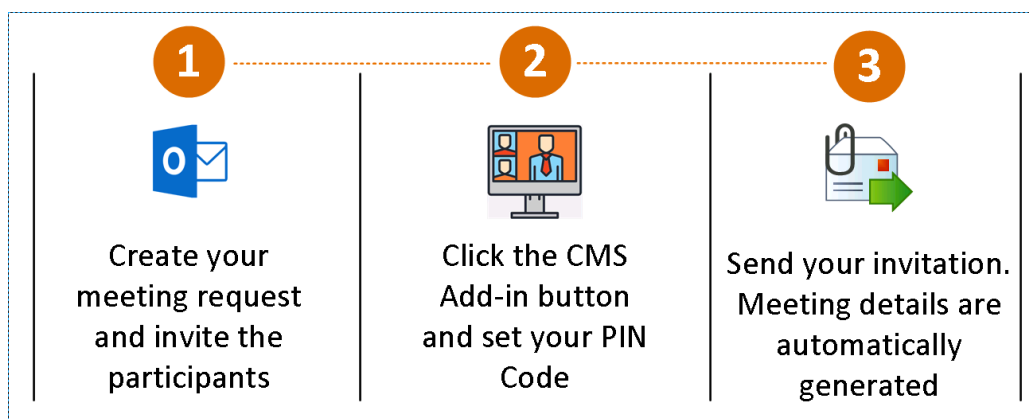 1
2
3
O
Create your
meeting request
and invite the
participants
Click the CMS
Add-in button
and set your PIN
Code
Send your invitation.
Meeting details are
automatically
generated